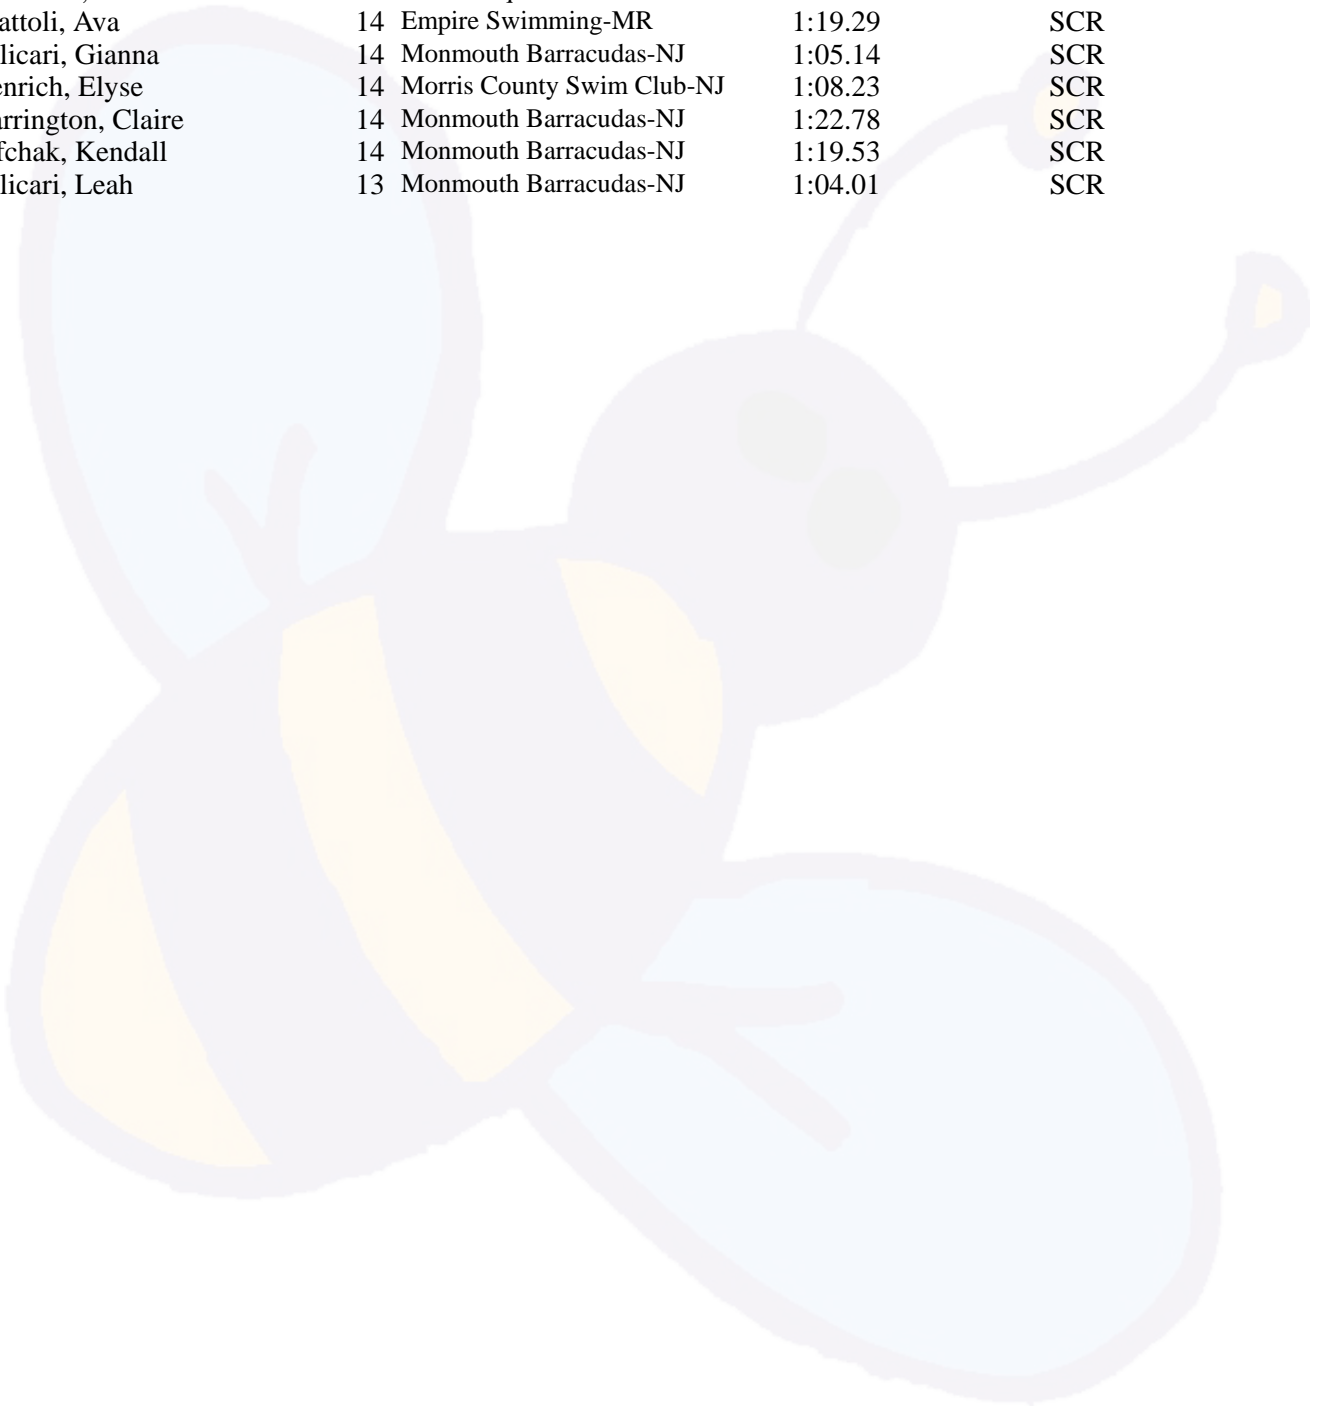 attoli, Ava 14 Empire Swimming-MR 1:19.29 SCR
licari, Gianna 14 Monmouth Barracudas-NJ 1:05.14 SCR
enrich, Elyse 14 Morris County Swim Club-NJ 1:08.23 SCR
arrington, Claire 14 Monmouth Barracudas-NJ 1:22.78 SCR
fchak, Kendall 14 Monmouth Barracudas-NJ 1:19.53 SCR
licari, Leah 13 Monmouth Barracudas-NJ 1:04.01 SCR